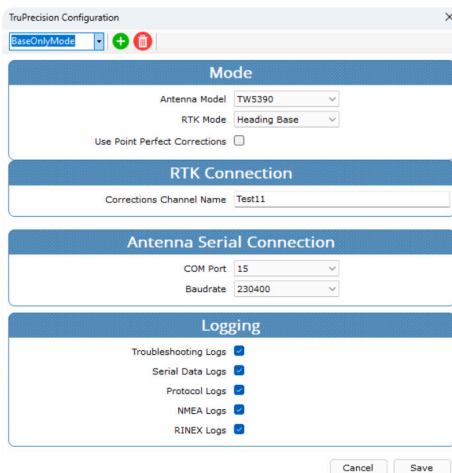 TruPrecision Configuration
BaseOnlyMode
Mode
Antenna Model TW5390
RTK Mode Heading Base
Use Point Perfect Corrections
RTK Connection
Corrections Channel Name Test11
Antenna Serial Connection
COM Port 15
Baudrate 230400
Logging
Troubleshooting Logs
Serial Data Logs
Protocol Logs
NMEA Logs
RINEX Logs
Cancel Save